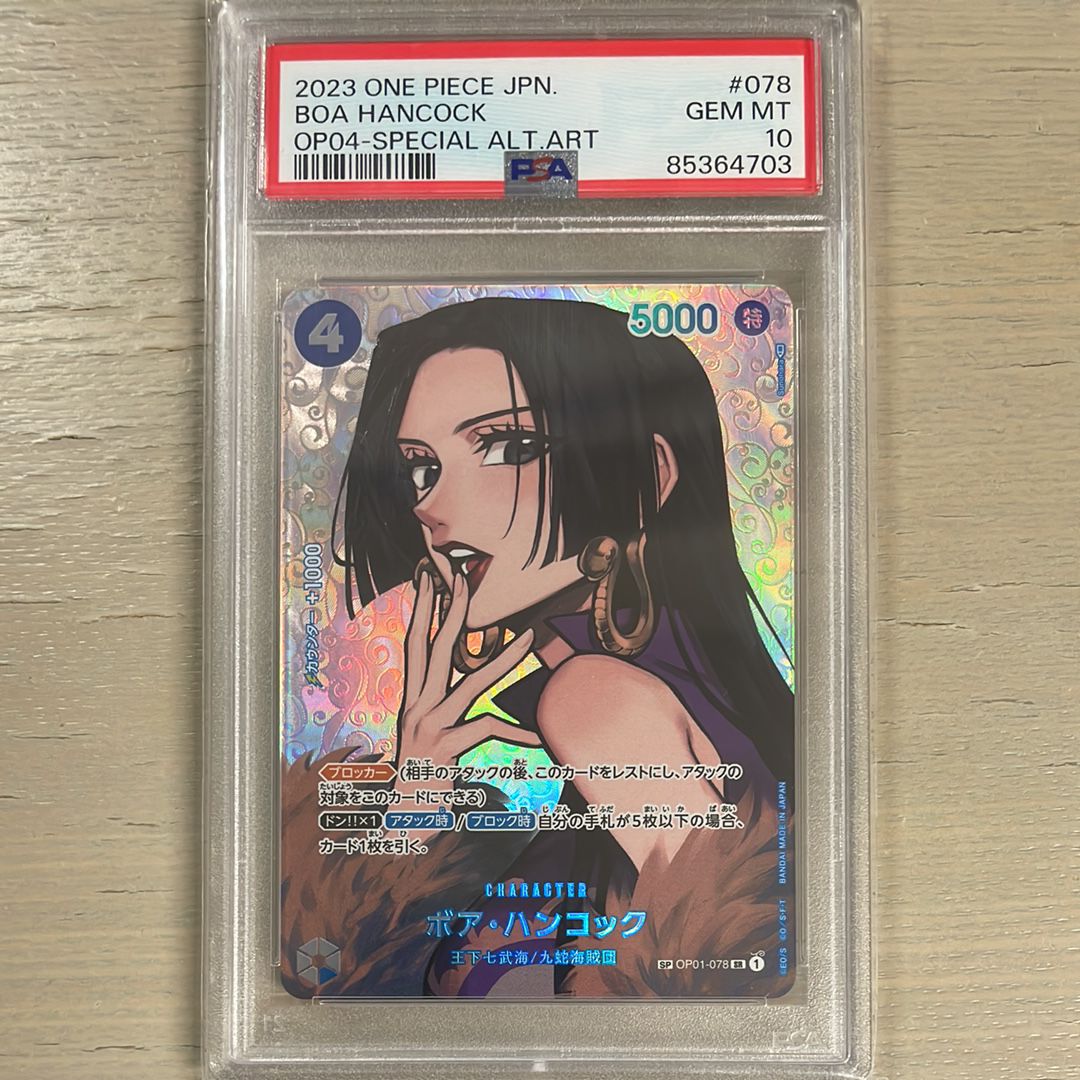 2023 ONE PIECE JPN. #078
BOA HANCOCK GEM MT
OP04-SPECIAL ALT.ART 10
PSA 85364703
4
5000 特
Sunohara
カウンター +1000
ブロッカー (相手のアタックの後、このカードをレストにし、アタックの
対象をこのカードにできる)
ドン!!×1 アタック時 / ブロック時 自分の手札が5枚以下の場合、
カード1枚を引く。
CHARACTER
ボア・ハンコック
王下七武海/九蛇海賊団
SP OP01-078 SR 1
©EO/S ©O/S・F・T BANDAI MADE IN JAPAN
PSA